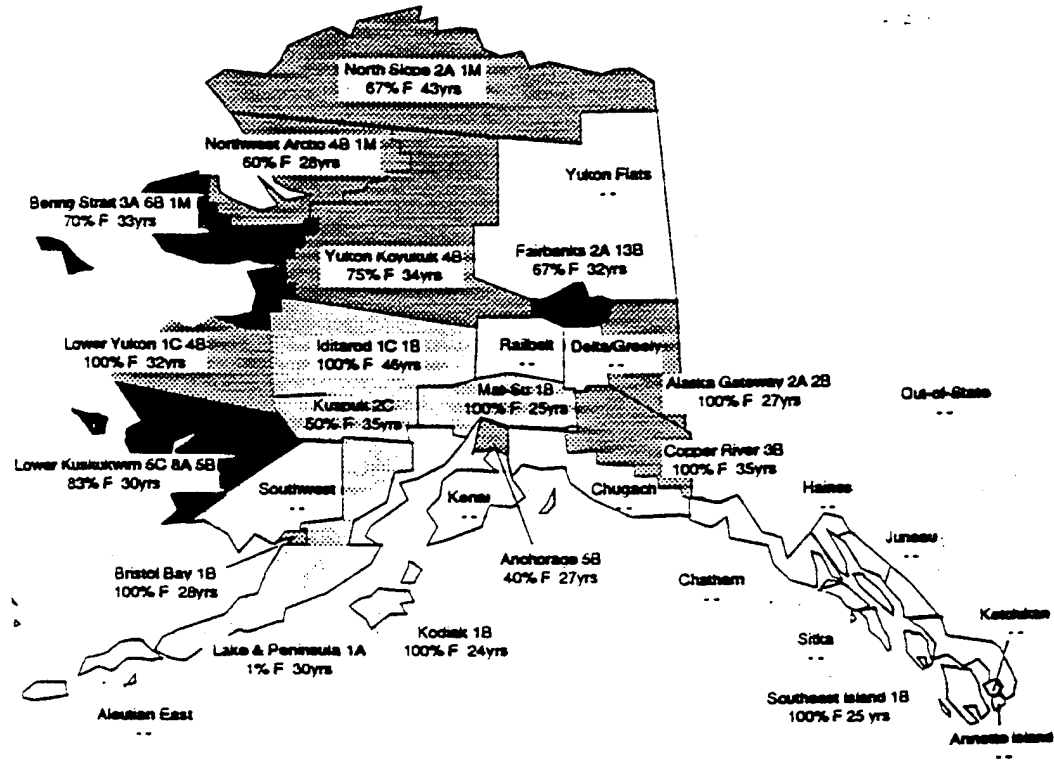 North Slope 2A 1M
67% F 43yrs
Northwest Arctic 4B 1M
60% F 28yrs
Yukon Flats
--
Bering Strait 3A 6B 1M
70% F 33yrs
Yukon Koyukuk 4B
75% F 34yrs
Fairbanks 2A 13B
67% F 32yrs
Lower Yukon 1C 4B
100% F 32yrs
Iditarod 1C 1B
100% F 46yrs
Railbelt
--
Delta/Greely
--
Mat-Su 1B
100% F 25yrs
Alaska Gateway 2A 2B
100% F 27yrs
Out-of-State
--
Kuspuk 2C
50% F 35yrs
Lower Kuskokwim 5C 8A 5B
83% F 30yrs
Copper River 3B
100% F 35yrs
Southwest
--
Kenai
--
Chugach
--
Haines
--
Juneau
--
Bristol Bay 1B
100% F 28yrs
Anchorage 5B
40% F 27yrs
Chatham
--
Ketchikan
--
Kodiak 1B
100% F 24yrs
Sitka
--
Lake & Peninsula 1A
1% F 30yrs
Southeast Island 1B
100% F 25 yrs
Aleutian East
--
Annette Island
--